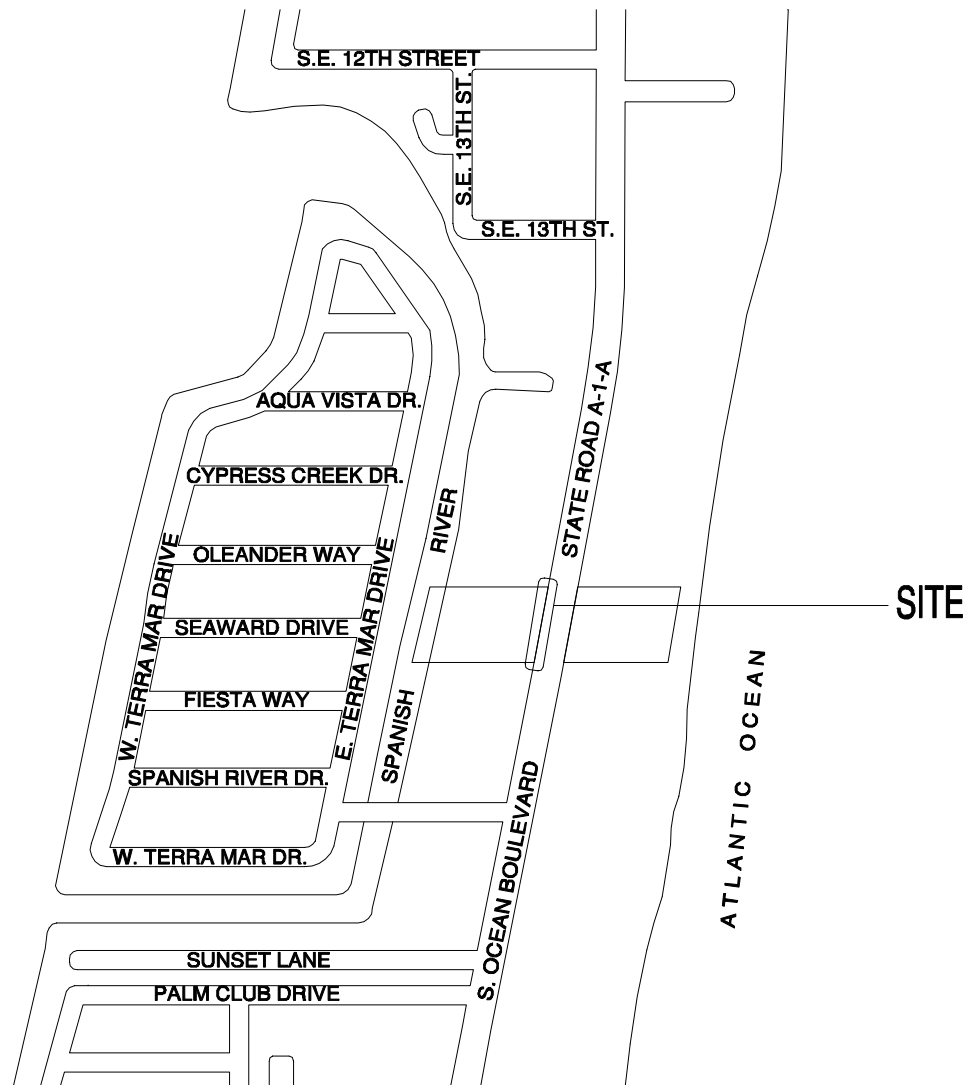 S.E. 12TH STREET
S.E. 13TH ST.
S.E. 13TH ST.
STATE ROAD A-1-A
AQUA VISTA DR.
CYPRESS CREEK DR.
RIVER
OLEANDER WAY
W. TERRA MAR DRIVE
E. TERRA MAR DRIVE
SITE
SEAWARD DRIVE
FIESTA WAY
SPANISH
ATLANTIC OCEAN
SPANISH RIVER DR.
S. OCEAN BOULEVARD
W. TERRA MAR DR.
SUNSET LANE
PALM CLUB DRIVE